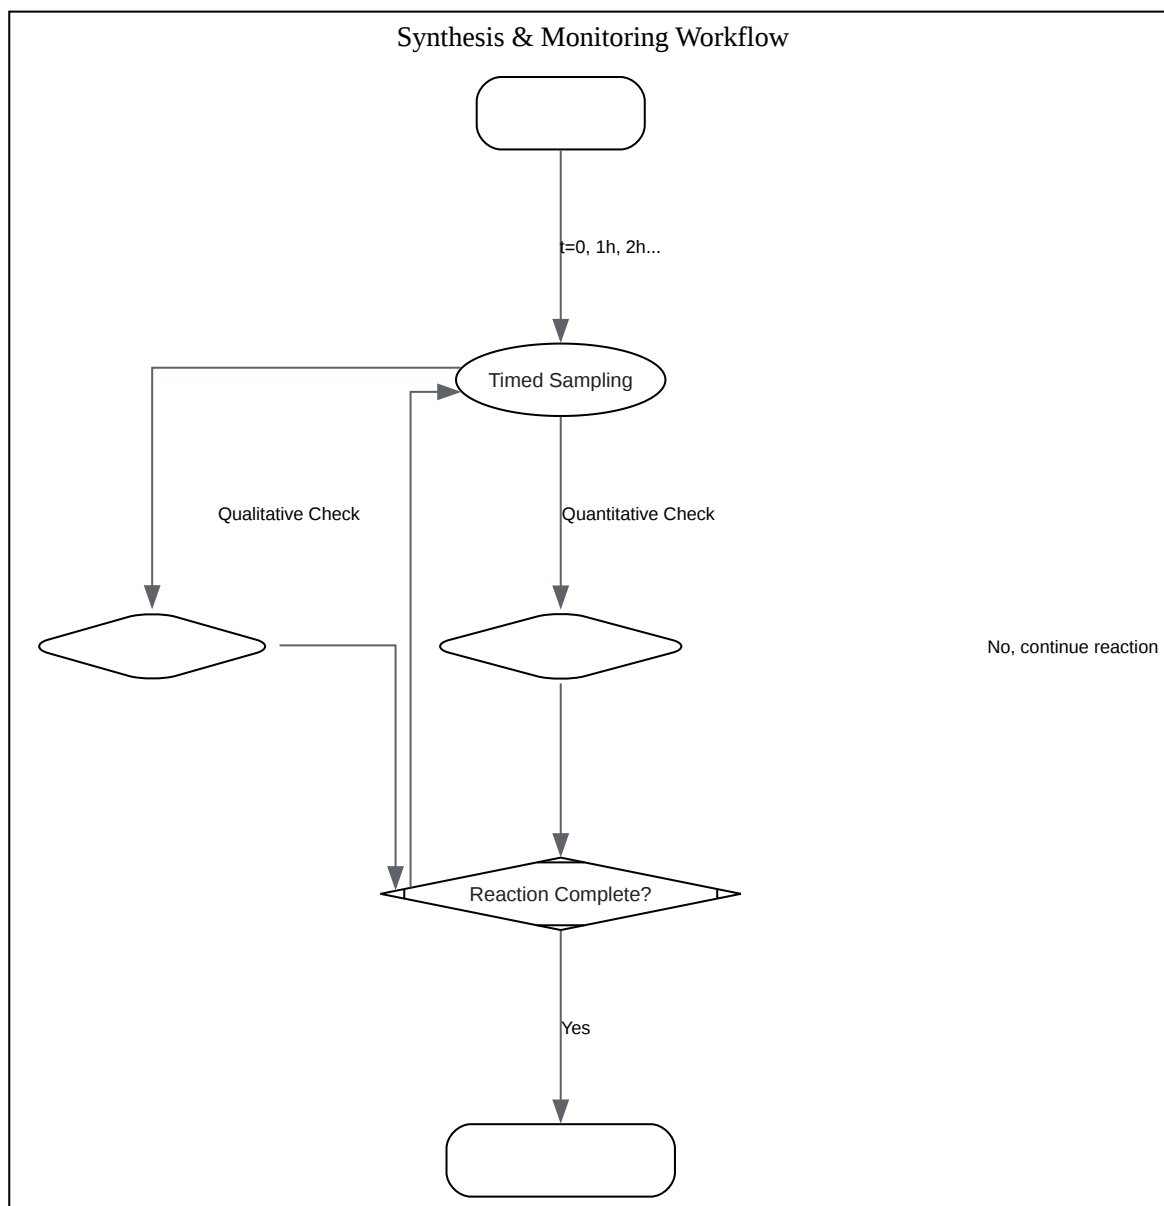 Synthesis & Monitoring Workflow
t=0, 1h, 2h...
Timed Sampling
Qualitative Check
Quantitative Check
No, continue reaction
Reaction Complete?
Yes